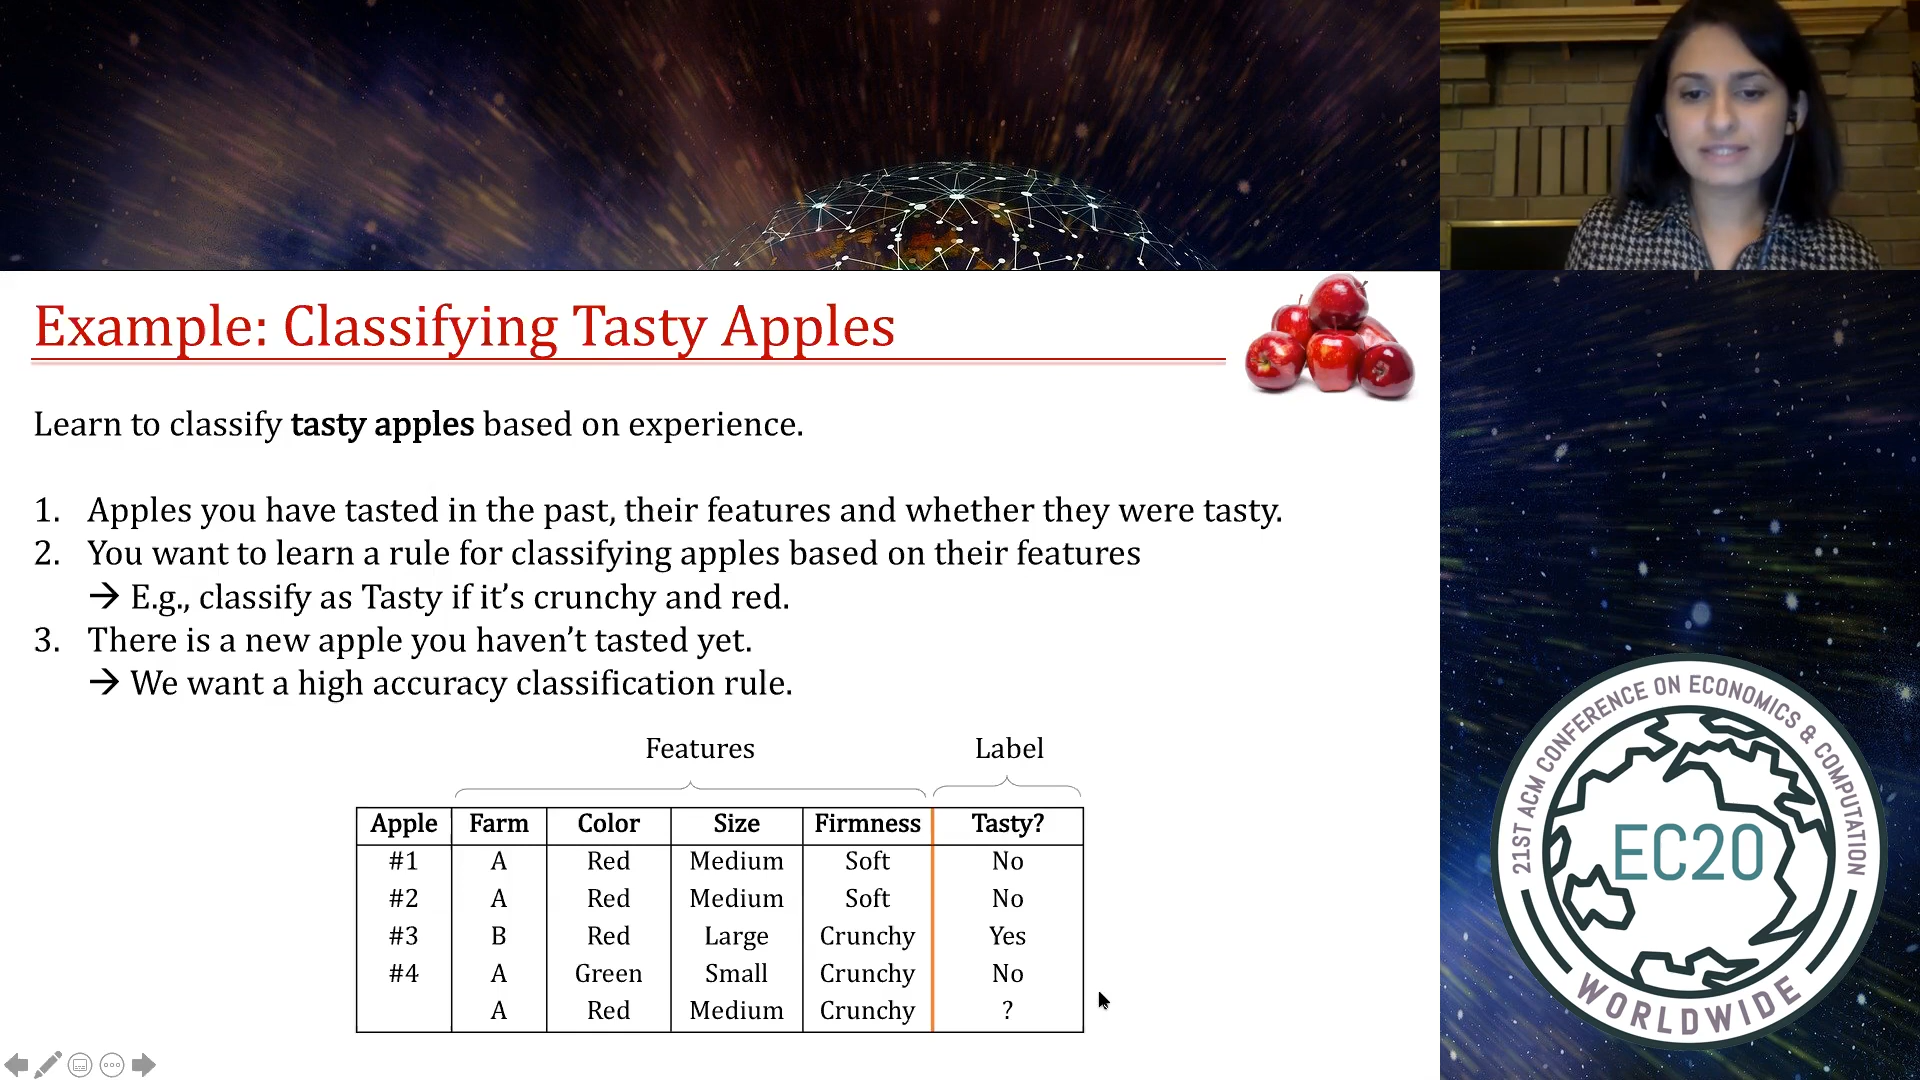 Example: Classifying Tasty Apples
Learn to classify tasty apples based on experience.
1. Apples you have tasted in the past, their features and whether they were tasty.
2. You want to learn a rule for classifying apples based on their features
→ E.g., classify as Tasty if it's crunchy and red.
3. There is a new apple you haven't tasted yet.
→ We want a high accuracy classification rule.
Features Label
Apple Farm Color Size Firmness Tasty?
#1 A Red Medium Soft No
#2 A Red Medium Soft No
#3 B Red Large Crunchy Yes
#4 A Green Small Crunchy No
A Red Medium Crunchy ?
21ST ACM CONFERENCE ON ECONOMICS & COMPUTATION
EC20
WORLDWIDE